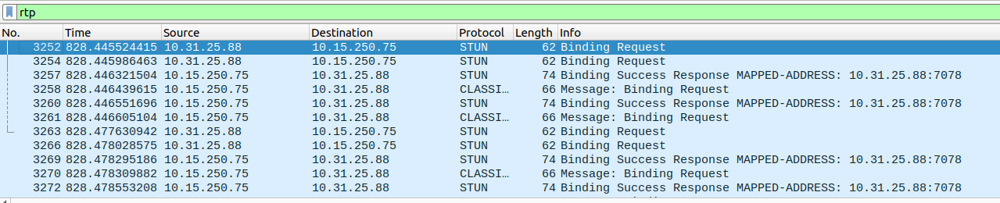 rtp
No. Time Source Destination Protocol Length Info
3252 828.445524415 10.31.25.88 10.15.250.75 STUN 62 Binding Request
3254 828.445986463 10.31.25.88 10.15.250.75 STUN 62 Binding Request
3257 828.446321504 10.15.250.75 10.31.25.88 STUN 74 Binding Success Response MAPPED-ADDRESS: 10.31.25.88:7078
3258 828.446439615 10.15.250.75 10.31.25.88 CLASSI… 66 Message: Binding Request
3260 828.446551696 10.15.250.75 10.31.25.88 STUN 74 Binding Success Response MAPPED-ADDRESS: 10.31.25.88:7078
3261 828.446605104 10.15.250.75 10.31.25.88 CLASSI… 66 Message: Binding Request
3263 828.477630942 10.31.25.88 10.15.250.75 STUN 62 Binding Request
3266 828.478028575 10.31.25.88 10.15.250.75 STUN 62 Binding Request
3269 828.478295186 10.15.250.75 10.31.25.88 STUN 74 Binding Success Response MAPPED-ADDRESS: 10.31.25.88:7078
3270 828.478309882 10.15.250.75 10.31.25.88 CLASSI… 66 Message: Binding Request
3272 828.478553208 10.15.250.75 10.31.25.88 STUN 74 Binding Success Response MAPPED-ADDRESS: 10.31.25.88:7078